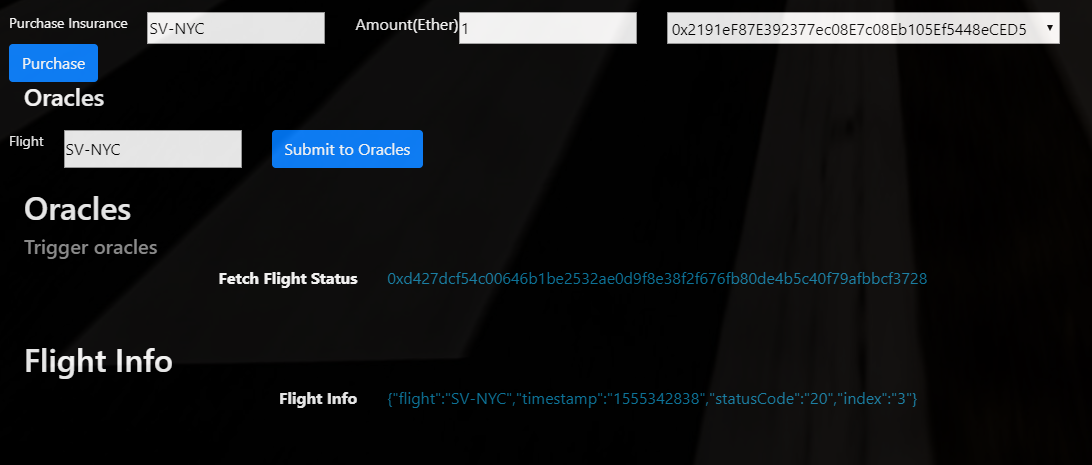 Purchase Insurance SV-NYC Amount(Ether) 1 0x2191eF87E392377ec08E7c08Eb105Ef5448eCED5
Purchase
Oracles
Flight SV-NYC Submit to Oracles
Oracles
Trigger oracles
Fetch Flight Status 0xd427dcf54c00646b1be2532ae0d9f8e38f2f676fb80de4b5c40f79afbbcf3728
Flight Info
Flight Info {"flight":"SV-NYC","timestamp":"1555342838","statusCode":"20","index":"3"}